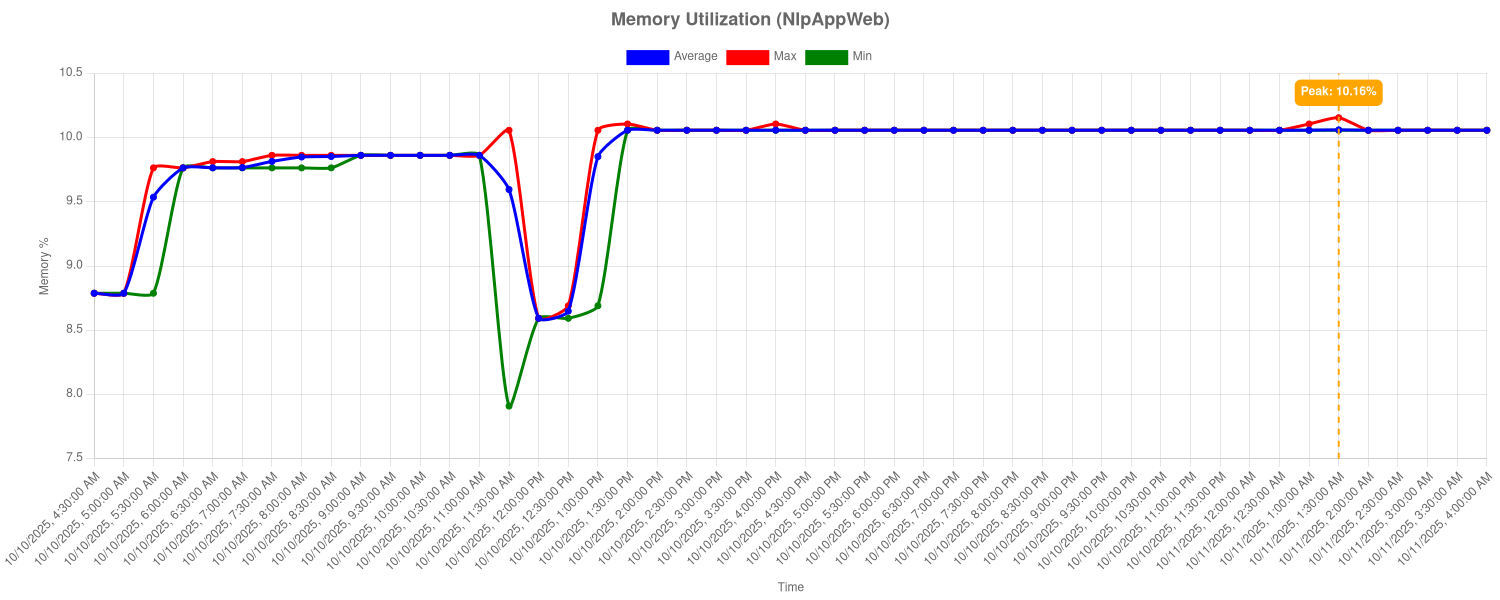 Memory Utilization (NlpAppWeb)
Average Max Min
10.5
Peak: 10.16%
10.0
9.5
9.0
Memory %
8.5
8.0
7.5
10/10/2025, 4:30:00 AM
10/10/2025, 5:00:00 AM
10/10/2025, 5:30:00 AM
10/10/2025, 6:00:00 AM
10/10/2025, 6:30:00 AM
10/10/2025, 7:00:00 AM
10/10/2025, 7:30:00 AM
10/10/2025, 8:00:00 AM
10/10/2025, 8:30:00 AM
10/10/2025, 9:00:00 AM
10/10/2025, 9:30:00 AM
10/10/2025, 10:00:00 AM
10/10/2025, 10:30:00 AM
10/10/2025, 11:00:00 AM
10/10/2025, 11:30:00 AM
10/10/2025, 12:00:00 PM
10/10/2025, 12:30:00 PM
10/10/2025, 1:00:00 PM
10/10/2025, 1:30:00 PM
10/10/2025, 2:00:00 PM
10/10/2025, 2:30:00 PM
10/10/2025, 3:00:00 PM
10/10/2025, 3:30:00 PM
10/10/2025, 4:00:00 PM
10/10/2025, 4:30:00 PM
10/10/2025, 5:00:00 PM
10/10/2025, 5:30:00 PM
10/10/2025, 6:00:00 PM
10/10/2025, 6:30:00 PM
10/10/2025, 7:00:00 PM
10/10/2025, 7:30:00 PM
10/10/2025, 8:00:00 PM
10/10/2025, 8:30:00 PM
10/10/2025, 9:00:00 PM
10/10/2025, 9:30:00 PM
10/10/2025, 10:00:00 PM
10/10/2025, 10:30:00 PM
10/10/2025, 11:00:00 PM
10/10/2025, 11:30:00 PM
10/11/2025, 12:00:00 AM
10/11/2025, 12:30:00 AM
10/11/2025, 1:00:00 AM
10/11/2025, 1:30:00 AM
10/11/2025, 2:00:00 AM
10/11/2025, 2:30:00 AM
10/11/2025, 3:00:00 AM
10/11/2025, 3:30:00 AM
10/11/2025, 4:00:00 AM
Time